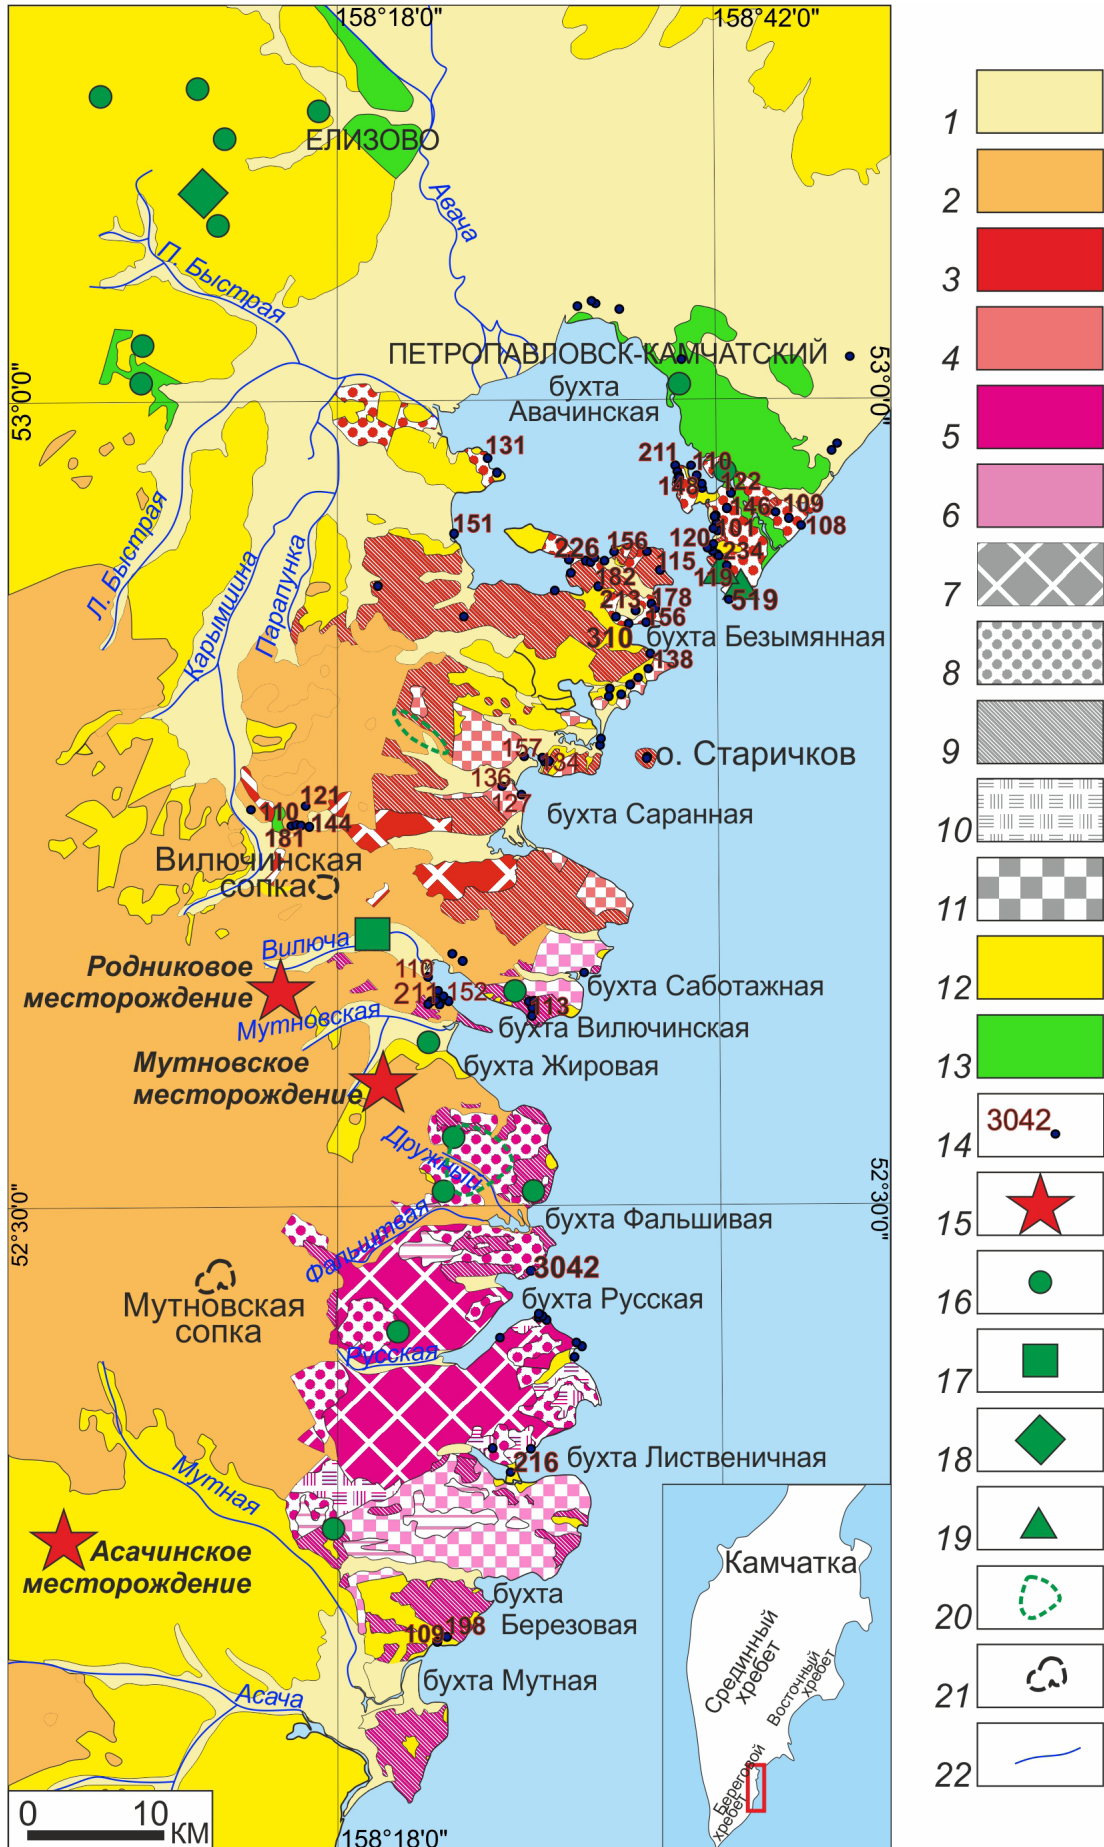 158°18'0"
158°42'0"
ЕЛИЗОВО
Авача
П. Быстрая
ПЕТРОПАВЛОВСК-КАМЧАТСКИЙ
бухта
Авачинская
53°0'0"
53°0'0"
131
211
110
148
122
146
109
108
151
101
120
234
119
519
226
156
115
182
213
178
156
310
бухта Безымянная
138
Л. Быстрая
Карымшина
Парапунка
157
134
о. Старичков
136
127
бухта Саранная
121
110
144
181
Вилючинская
сопка
Вилюча
Родниковое
месторождение
110
211
152
113
бухта Саботажная
Мутновская
бухта Вилючинская
Мутновское
месторождение
бухта Жировая
Дружный
Фальшивая
бухта Фальшивая
52°30'0"
52°30'0"
3042
бухта Русская
Мутновская
сопка
Русская
216
бухта Лиственичная
Мутная
Асачинское
месторождение
бухта
Березовая
109
198
бухта Мутная
Асача
0 10
КМ
158°18'0"
Камчатка
Срединный
хребет
Восточный
хребет
Береговой
хребет
1
2
3
4
5
6
7
8
9
10
11
12
13
14
3042
15
16
17
18
19
20
21
22